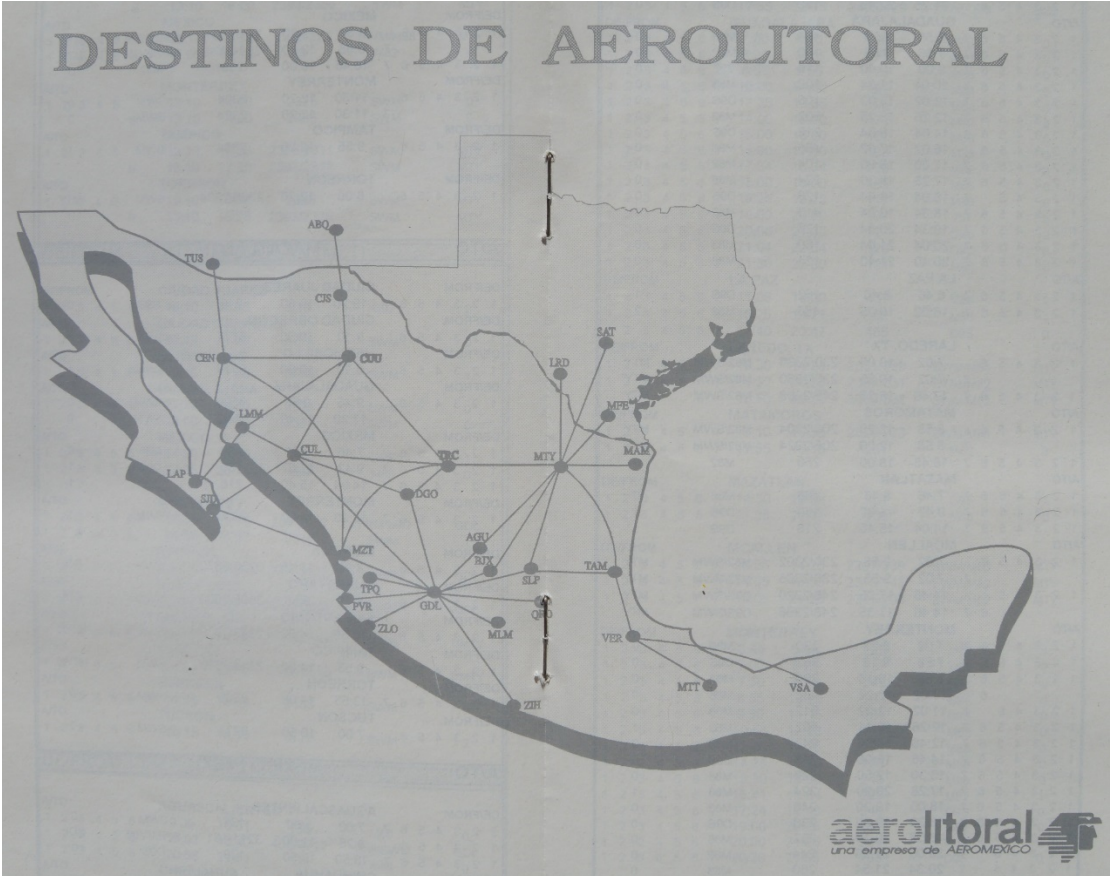 DESTINOS DE AEROLITORAL
ABQ
TUS
CJS
SAT
CEN
CUU
LRD
MFE
LMM
CUL
TRC
MTY
MAM
LAP
DGO
SJD
AGU
MZT
BJX
SLP
TAM
TPQ
PVR
GDL
QRO
ZLO
MLM
VER
MTT
VSA
ZIH
aerolitoral
una empresa de AEROMEXICO